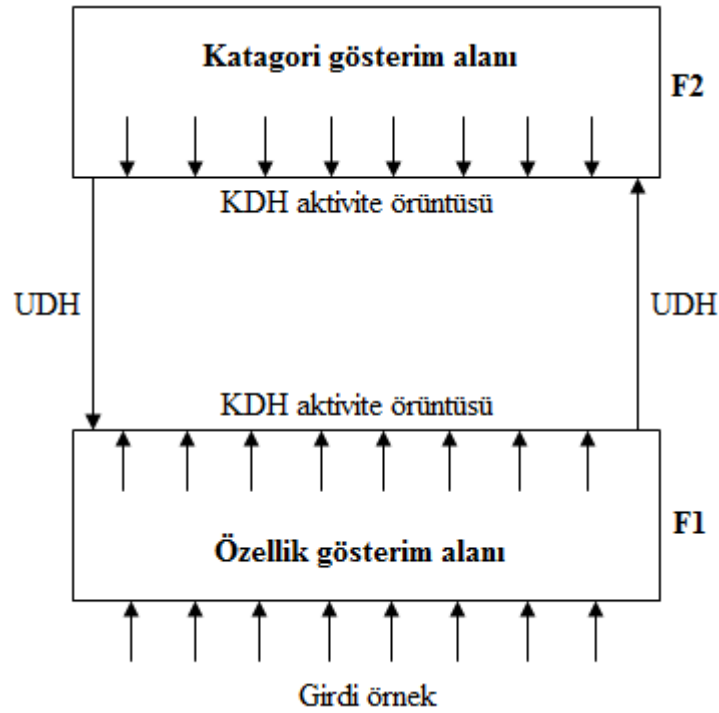 Katagori gösterim alanı
F2
KDH aktivite örüntüsü
UDH
UDH
KDH aktivite örüntüsü
F1
Özellik gösterim alanı
Girdi örnek